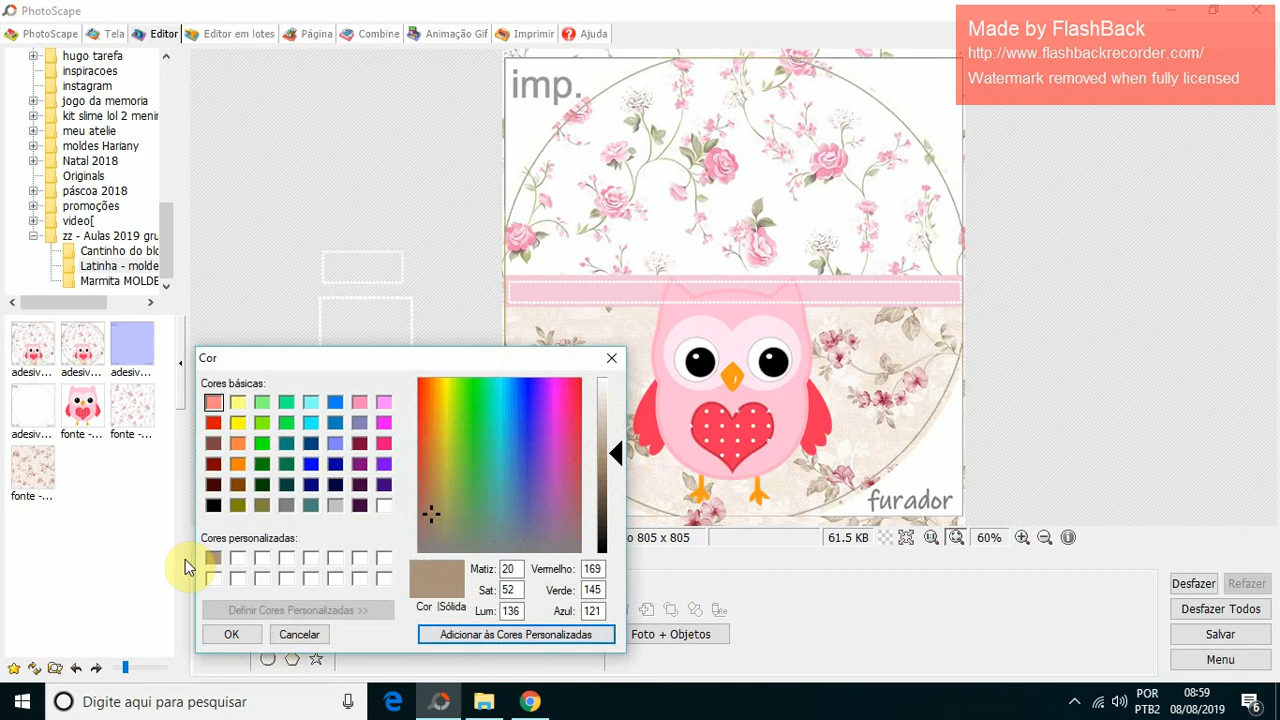 PhotoScape
Made by FlashBack
http://www.flashbackrecorder.com/
Watermark removed when fully licensed
PhotoScape
Tela
Editor
Editor em lotes
Página
Combine
Animação Gif
Imprimir
Ajuda
hugo tarefa
inspiracoes
instagram
jogo da memoria
kit slime lol 2 menin
meu atelie
moldes Hariany
Natal 2018
Originals
páscoa 2018
promoções
video[
zz - Aulas 2019 gru
Cantinho do blo
Latinha - molde
Marmita MOLDE
adesiv... adesiv... adesiv...
adesiv... fonte -... fonte -...
fonte -...
imp.
furador
Cor
Cores básicas:
Cores personalizadas:
Definir Cores Personalizadas >>
OK
Cancelar
Cor |Sólida
Matiz: 20
Sat: 52
Lum: 136
Vermelho: 169
Verde: 145
Azul: 121
Adicionar às Cores Personalizadas
o 805 x 805
61.5 KB
60%
Foto + Objetos
Desfazer
Refazer
Desfazer Todos
Salvar
Menu
Digite aqui para pesquisar
POR
PTB2
08:59
08/08/2019
6